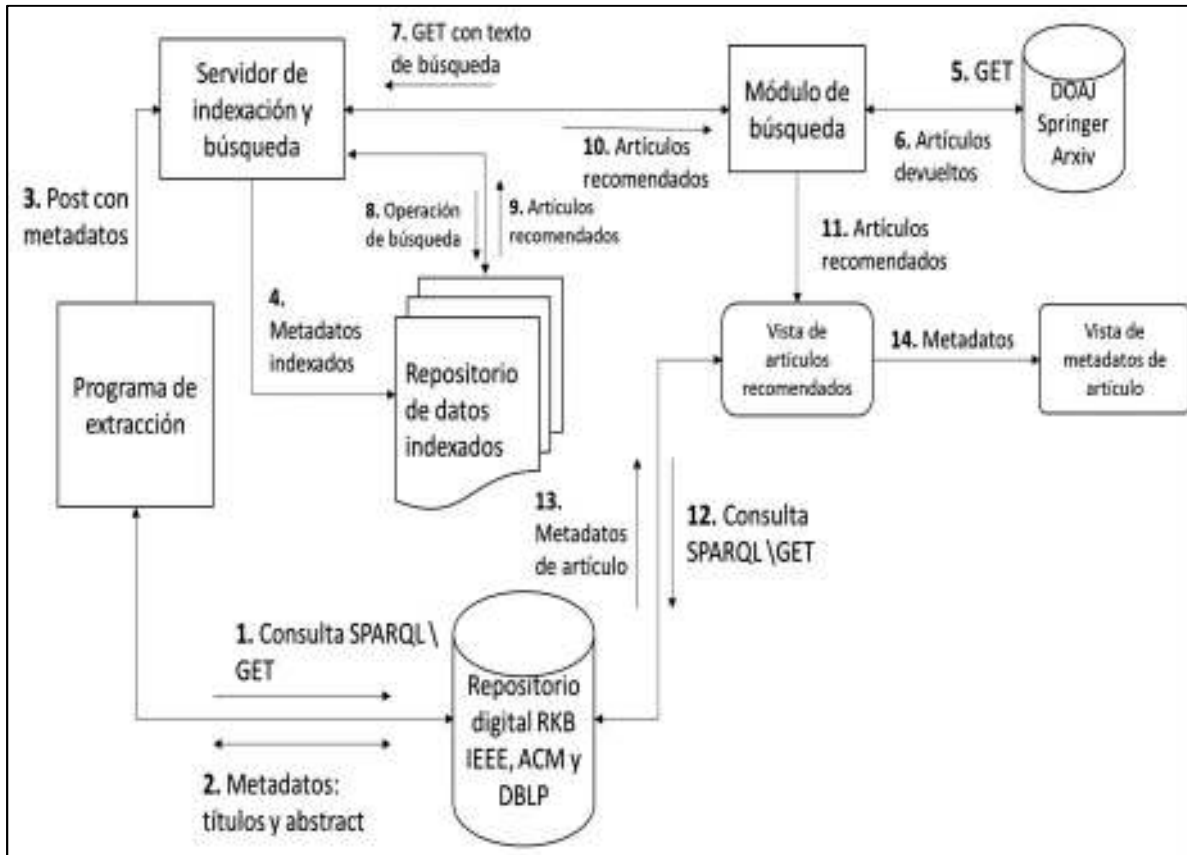 7. GET con texto
de búsqueda
Servidor de
indexación y
búsqueda
Módulo de
búsqueda
5. GET
DOAJ
Springer
Arxiv
6. Artículos
devueltos
10. Artículos
recomendados
3. Post con
metadatos
8. Operación
de búsqueda
9. Artículos
recomendados
11. Artículos
recomendados
4.
Metadatos
indexados
Programa de
extracción
Repositorio
de datos
indexados
Vista de
artículos
recomendados
14. Metadatos
Vista de
metadatos de
artículo
13.
Metadatos
de artículo
12. Consulta
SPARQL \GET
1. Consulta SPARQL \
GET
Repositorio
digital RKB
IEEE, ACM y
DBLP
2. Metadatos:
títulos y abstract